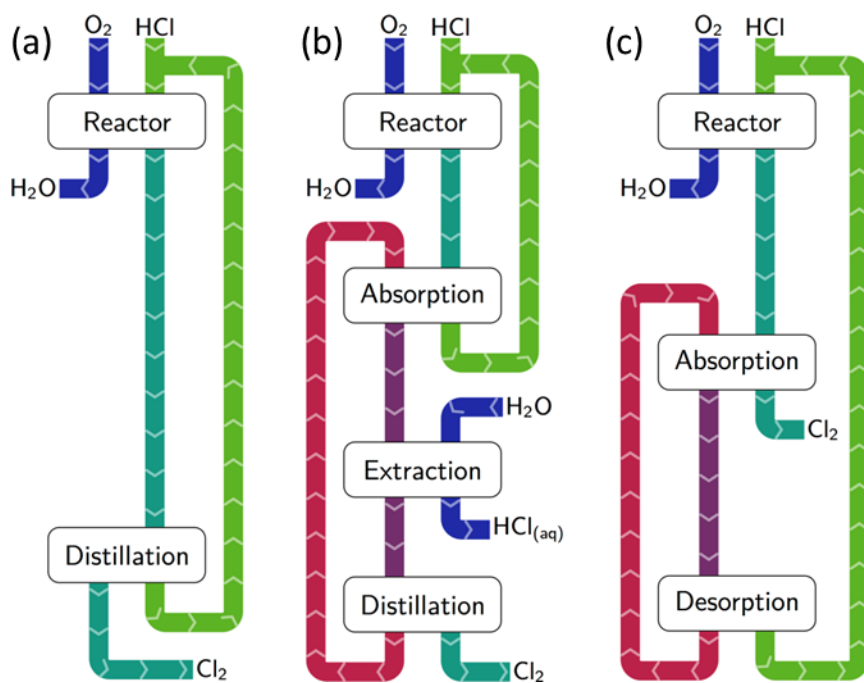 (a)
O₂ HCl
Reactor
H₂O
Distillation
Cl₂
(b)
O₂ HCl
Reactor
H₂O
Absorption
H₂O
Extraction
HCl₍aq₎
Distillation
Cl₂
(c)
O₂ HCl
Reactor
H₂O
Absorption
Cl₂
Desorption